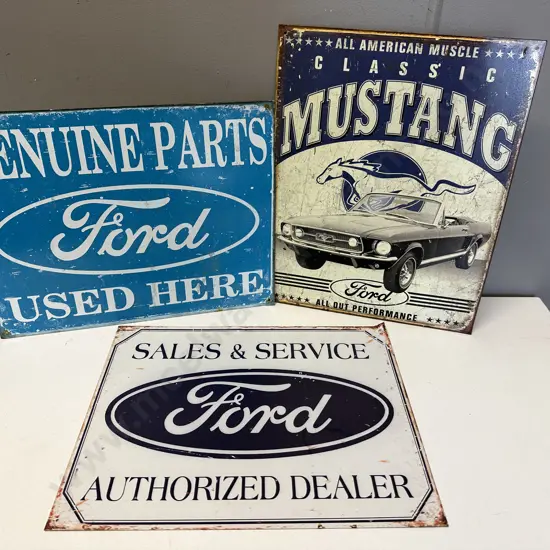 ENUINE PARTS
Ford
USED HERE
ALL AMERICAN MUSCLE
CLASSIC
MUSTANG
Ford
ALL OUT PERFORMANCE
SALES & SERVICE
Ford
AUTHORIZED DEALER